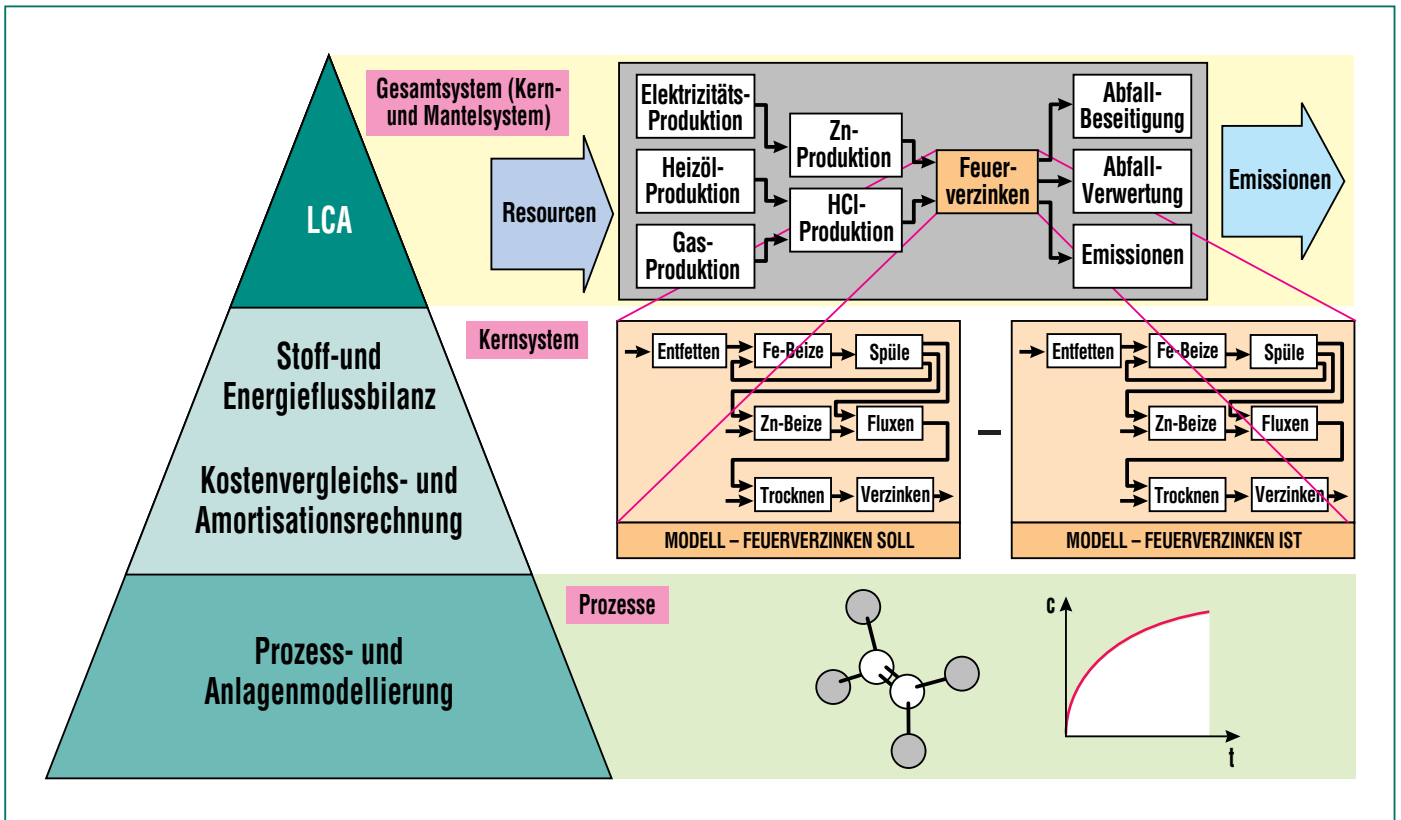 Gesamtsystem (Kern-
und Mantelsystem)
LCA
Resourcen
Elektrizitäts-
Produktion
Heizöl-
Produktion
Gas-
Produktion
Zn-
Produktion
HCl-
Produktion
Feuer-
verzinken
Abfall-
Beseitigung
Abfall-
Verwertung
Emissionen
Emissionen
Stoff-und
Energieflussbilanz
Kostenvergleichs- und
Amortisationsrechnung
Kernsystem
Entfetten
Fe-Beize
Spüle
Zn-Beize
Fluxen
Trocknen
Verzinken
MODELL – FEUERVERZINKEN SOLL
–
Entfetten
Fe-Beize
Spüle
Zn-Beize
Fluxen
Trocknen
Verzinken
MODELL – FEUERVERZINKEN IST
Prozess- und
Anlagenmodellierung
Prozesse
c
t